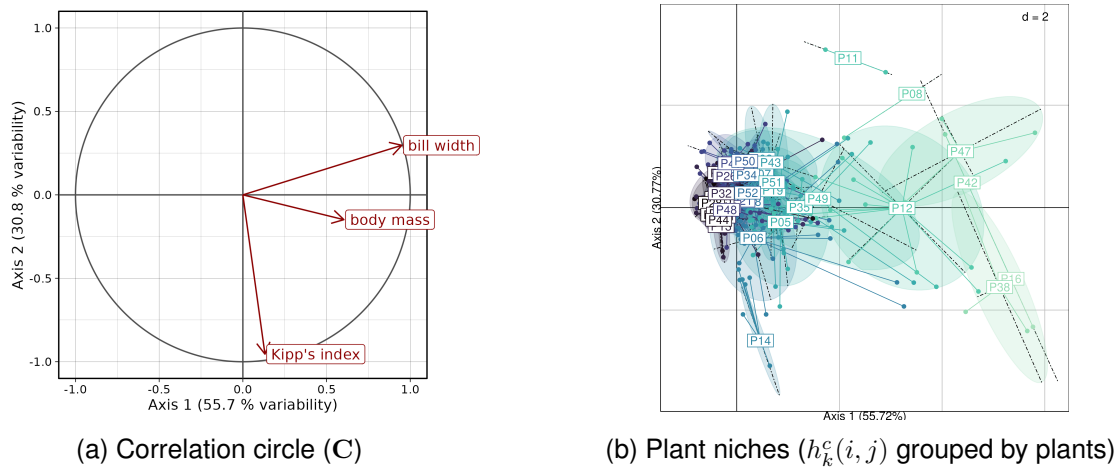 1.0
0.5
0.0
-0.5
-1.0
Axis 2 (30.8 % variability)
bill width
body mass
Kipp's index
-1.0 -0.5 0.0 0.5 1.0
Axis 1 (55.7 % variability)
(a) Correlation circle (C)
d = 2
P11
P08
P47
P50
P43
P34
P42
P51
P32
P52
P49
P35
P12
P48
P44
P05
P06
P16
P38
P14
Axis 2 (30.77%)
Axis 1 (55.72%)
(b) Plant niches (h_k^c(i, j) grouped by plants)